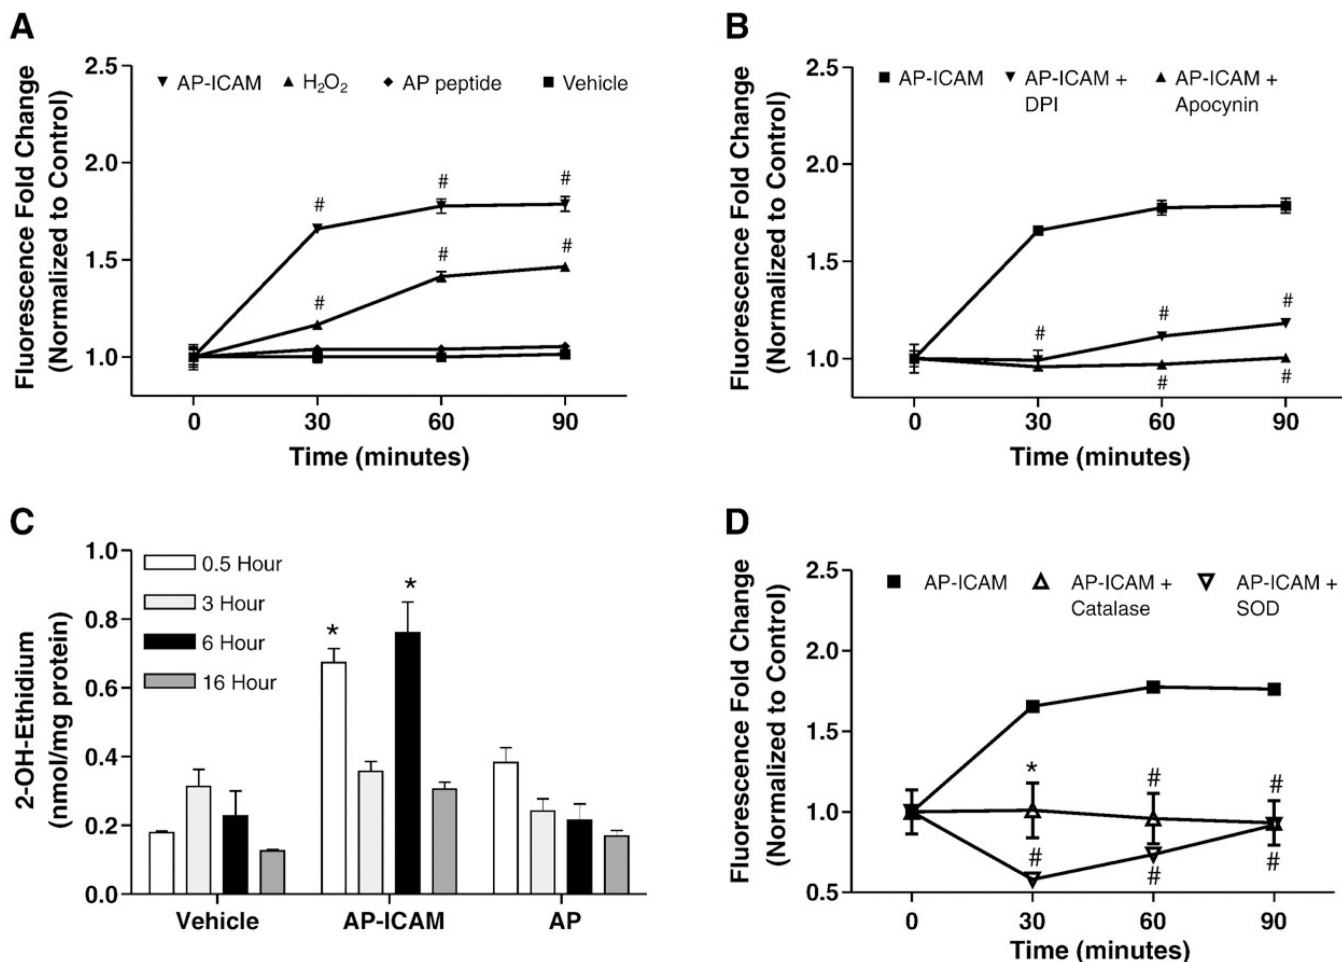 A
Fluorescence Fold Change
(Normalized to Control)
2.5
2.0
1.5
1.0
AP-ICAM
H₂O₂
AP peptide
Vehicle
# # #
# # #
0 30 60 90
Time (minutes)
B
Fluorescence Fold Change
(Normalized to Control)
2.5
2.0
1.5
1.0
AP-ICAM
AP-ICAM +
DPI
AP-ICAM +
Apocynin
# # #
# #
0 30 60 90
Time (minutes)
C
2-OH-Ethidium
(nmol/mg protein)
1.0
0.8
0.6
0.4
0.2
0.0
0.5 Hour
3 Hour
6 Hour
16 Hour
* *
Vehicle AP-ICAM AP
D
Fluorescence Fold Change
(Normalized to Control)
2.5
2.0
1.5
1.0
0.5
AP-ICAM
AP-ICAM +
Catalase
AP-ICAM +
SOD
* # #
# # #
0 30 60 90
Time (minutes)